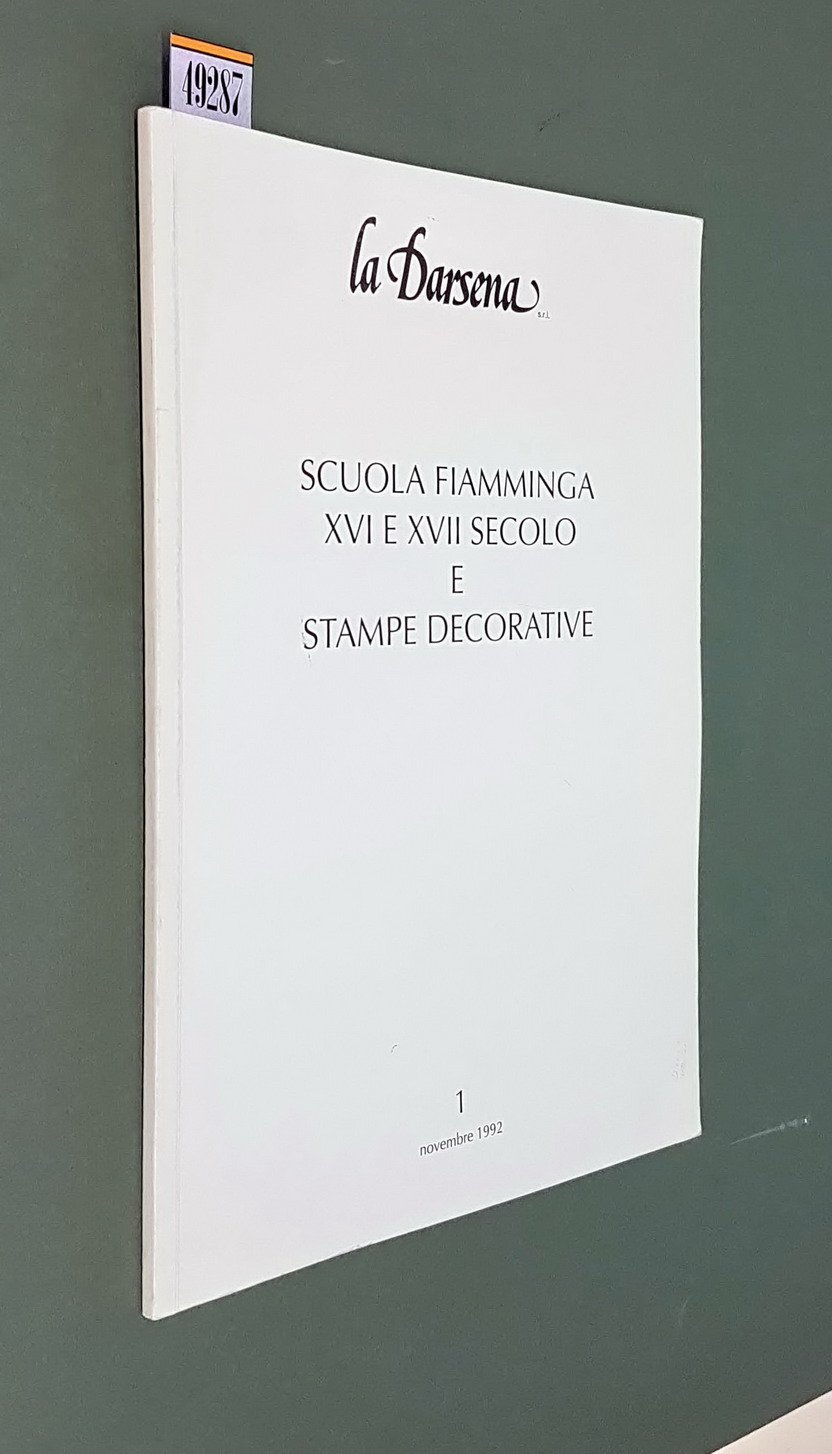 49287
la Darsena
s.r.l.
SCUOLA FIAMMINGA
XVI E XVII SECOLO
E
STAMPE DECORATIVE
1
novembre 1992